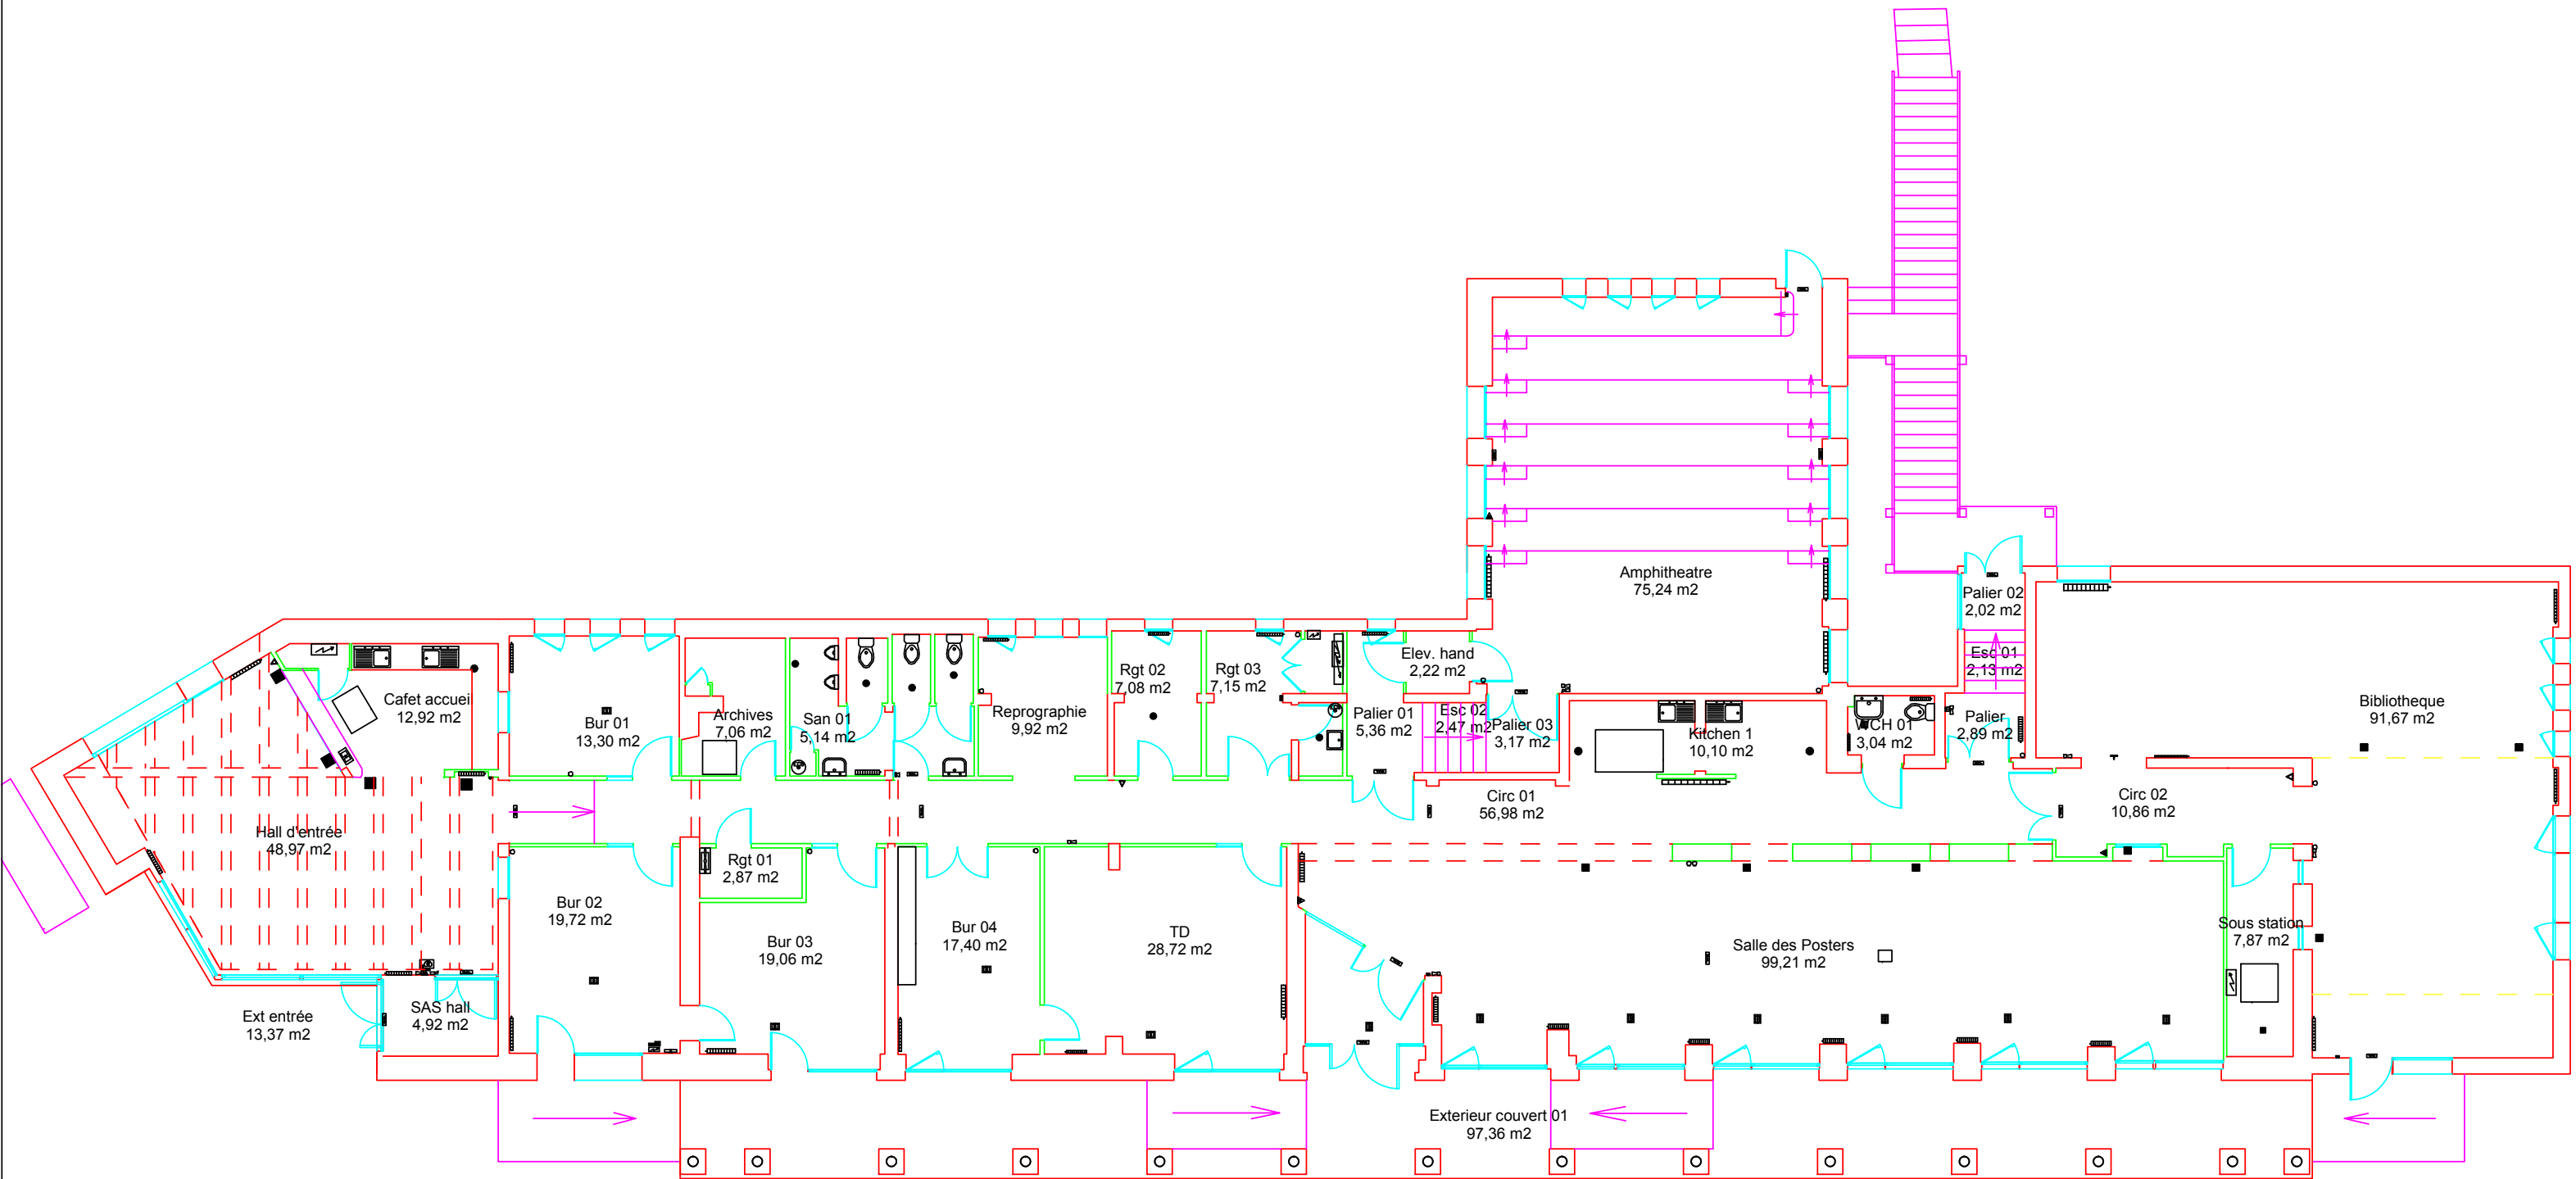 Amphitheatre
75,24 m2
Palier 02
2,02 m2
Esc 01
2,13 m2
Elev. hand
2,22 m2
Rgt 02
7,08 m2
Rgt 03
7,15 m2
Cafet accueil
12,92 m2
Bur 01
13,30 m2
Archives
7,06 m2
San 01
5,14 m2
Reprographie
9,92 m2
Palier 01
5,36 m2
Esc 02
2,47 m2
Palier 03
3,17 m2
Kitchen 1
10,10 m2
WCH 01
3,04 m2
Palier
2,89 m2
Bibliotheque
91,67 m2
Circ 01
56,98 m2
Circ 02
10,86 m2
Hall d'entrée
48,97 m2
Rgt 01
2,87 m2
Bur 02
19,72 m2
Bur 03
19,06 m2
Bur 04
17,40 m2
TD
28,72 m2
Salle des Posters
99,21 m2
Sous station
7,87 m2
Ext entrée
13,37 m2
SAS hall
4,92 m2
Exterieur couvert 01
97,36 m2